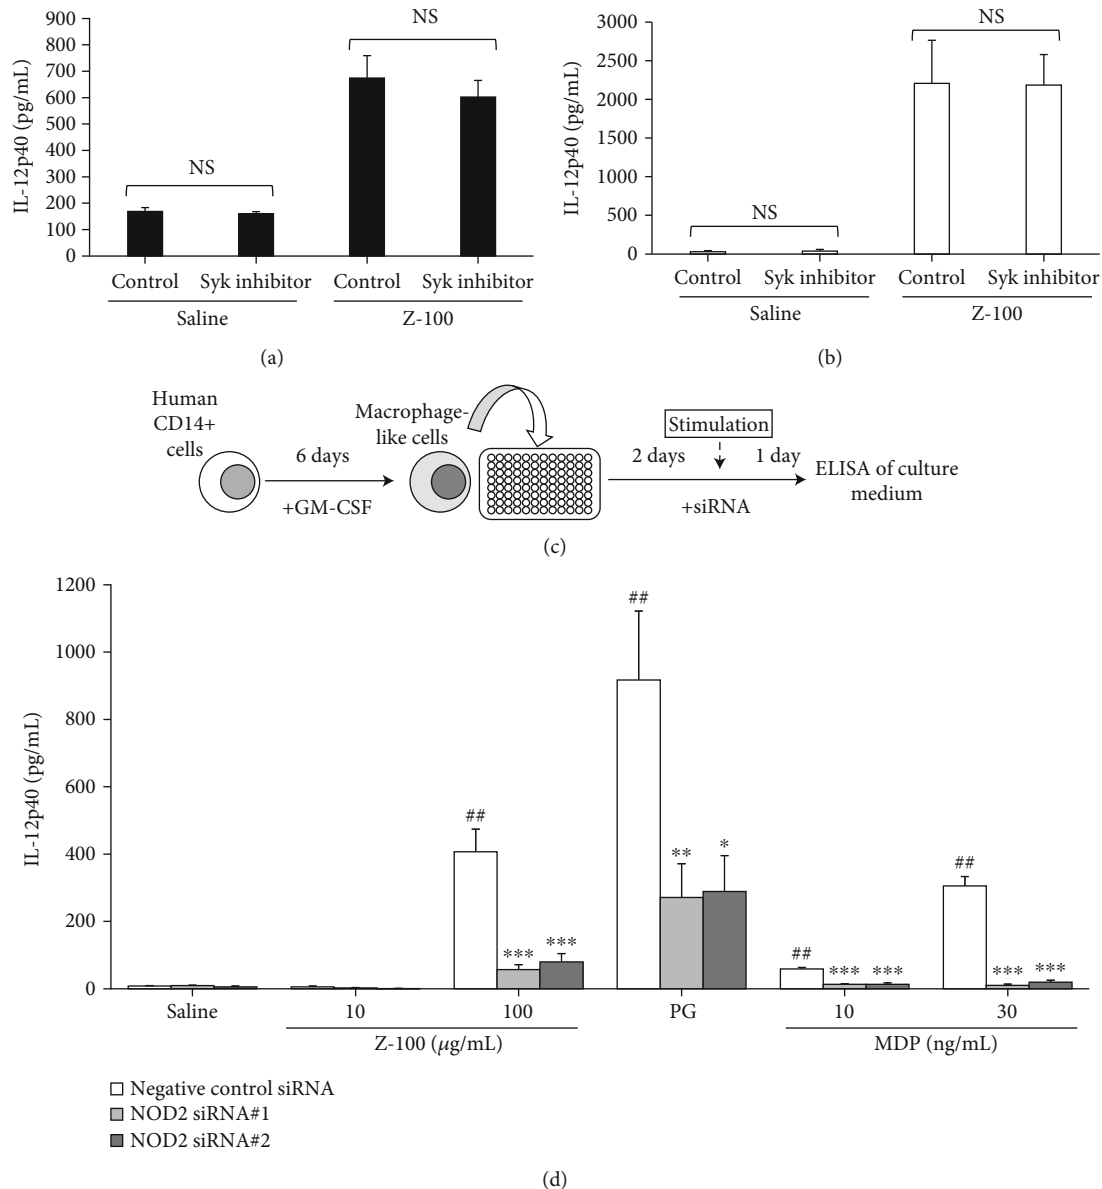 900
800
700
600
500
400
300
200
100
0
IL-12p40 (pg/mL)
NS
NS
Control
Syk inhibitor
Control
Syk inhibitor
Saline
Z-100
(a)
3000
2500
2000
1500
1000
500
0
IL-12p40 (pg/mL)
NS
NS
Control
Syk inhibitor
Control
Syk inhibitor
Saline
Z-100
(b)
Human
CD14+
cells
6 days
+GM-CSF
Macrophage-
like cells
Stimulation
2 days
1 day
+siRNA
ELISA of culture
medium
(c)
1200
1000
800
600
400
200
0
IL-12p40 (pg/mL)
##
***
***
##
**
*
##
***
***
##
***
***
Saline
10
100
PG
10
30
Z-100 (μg/mL)
MDP (ng/mL)
Negative control siRNA
NOD2 siRNA#1
NOD2 siRNA#2
(d)